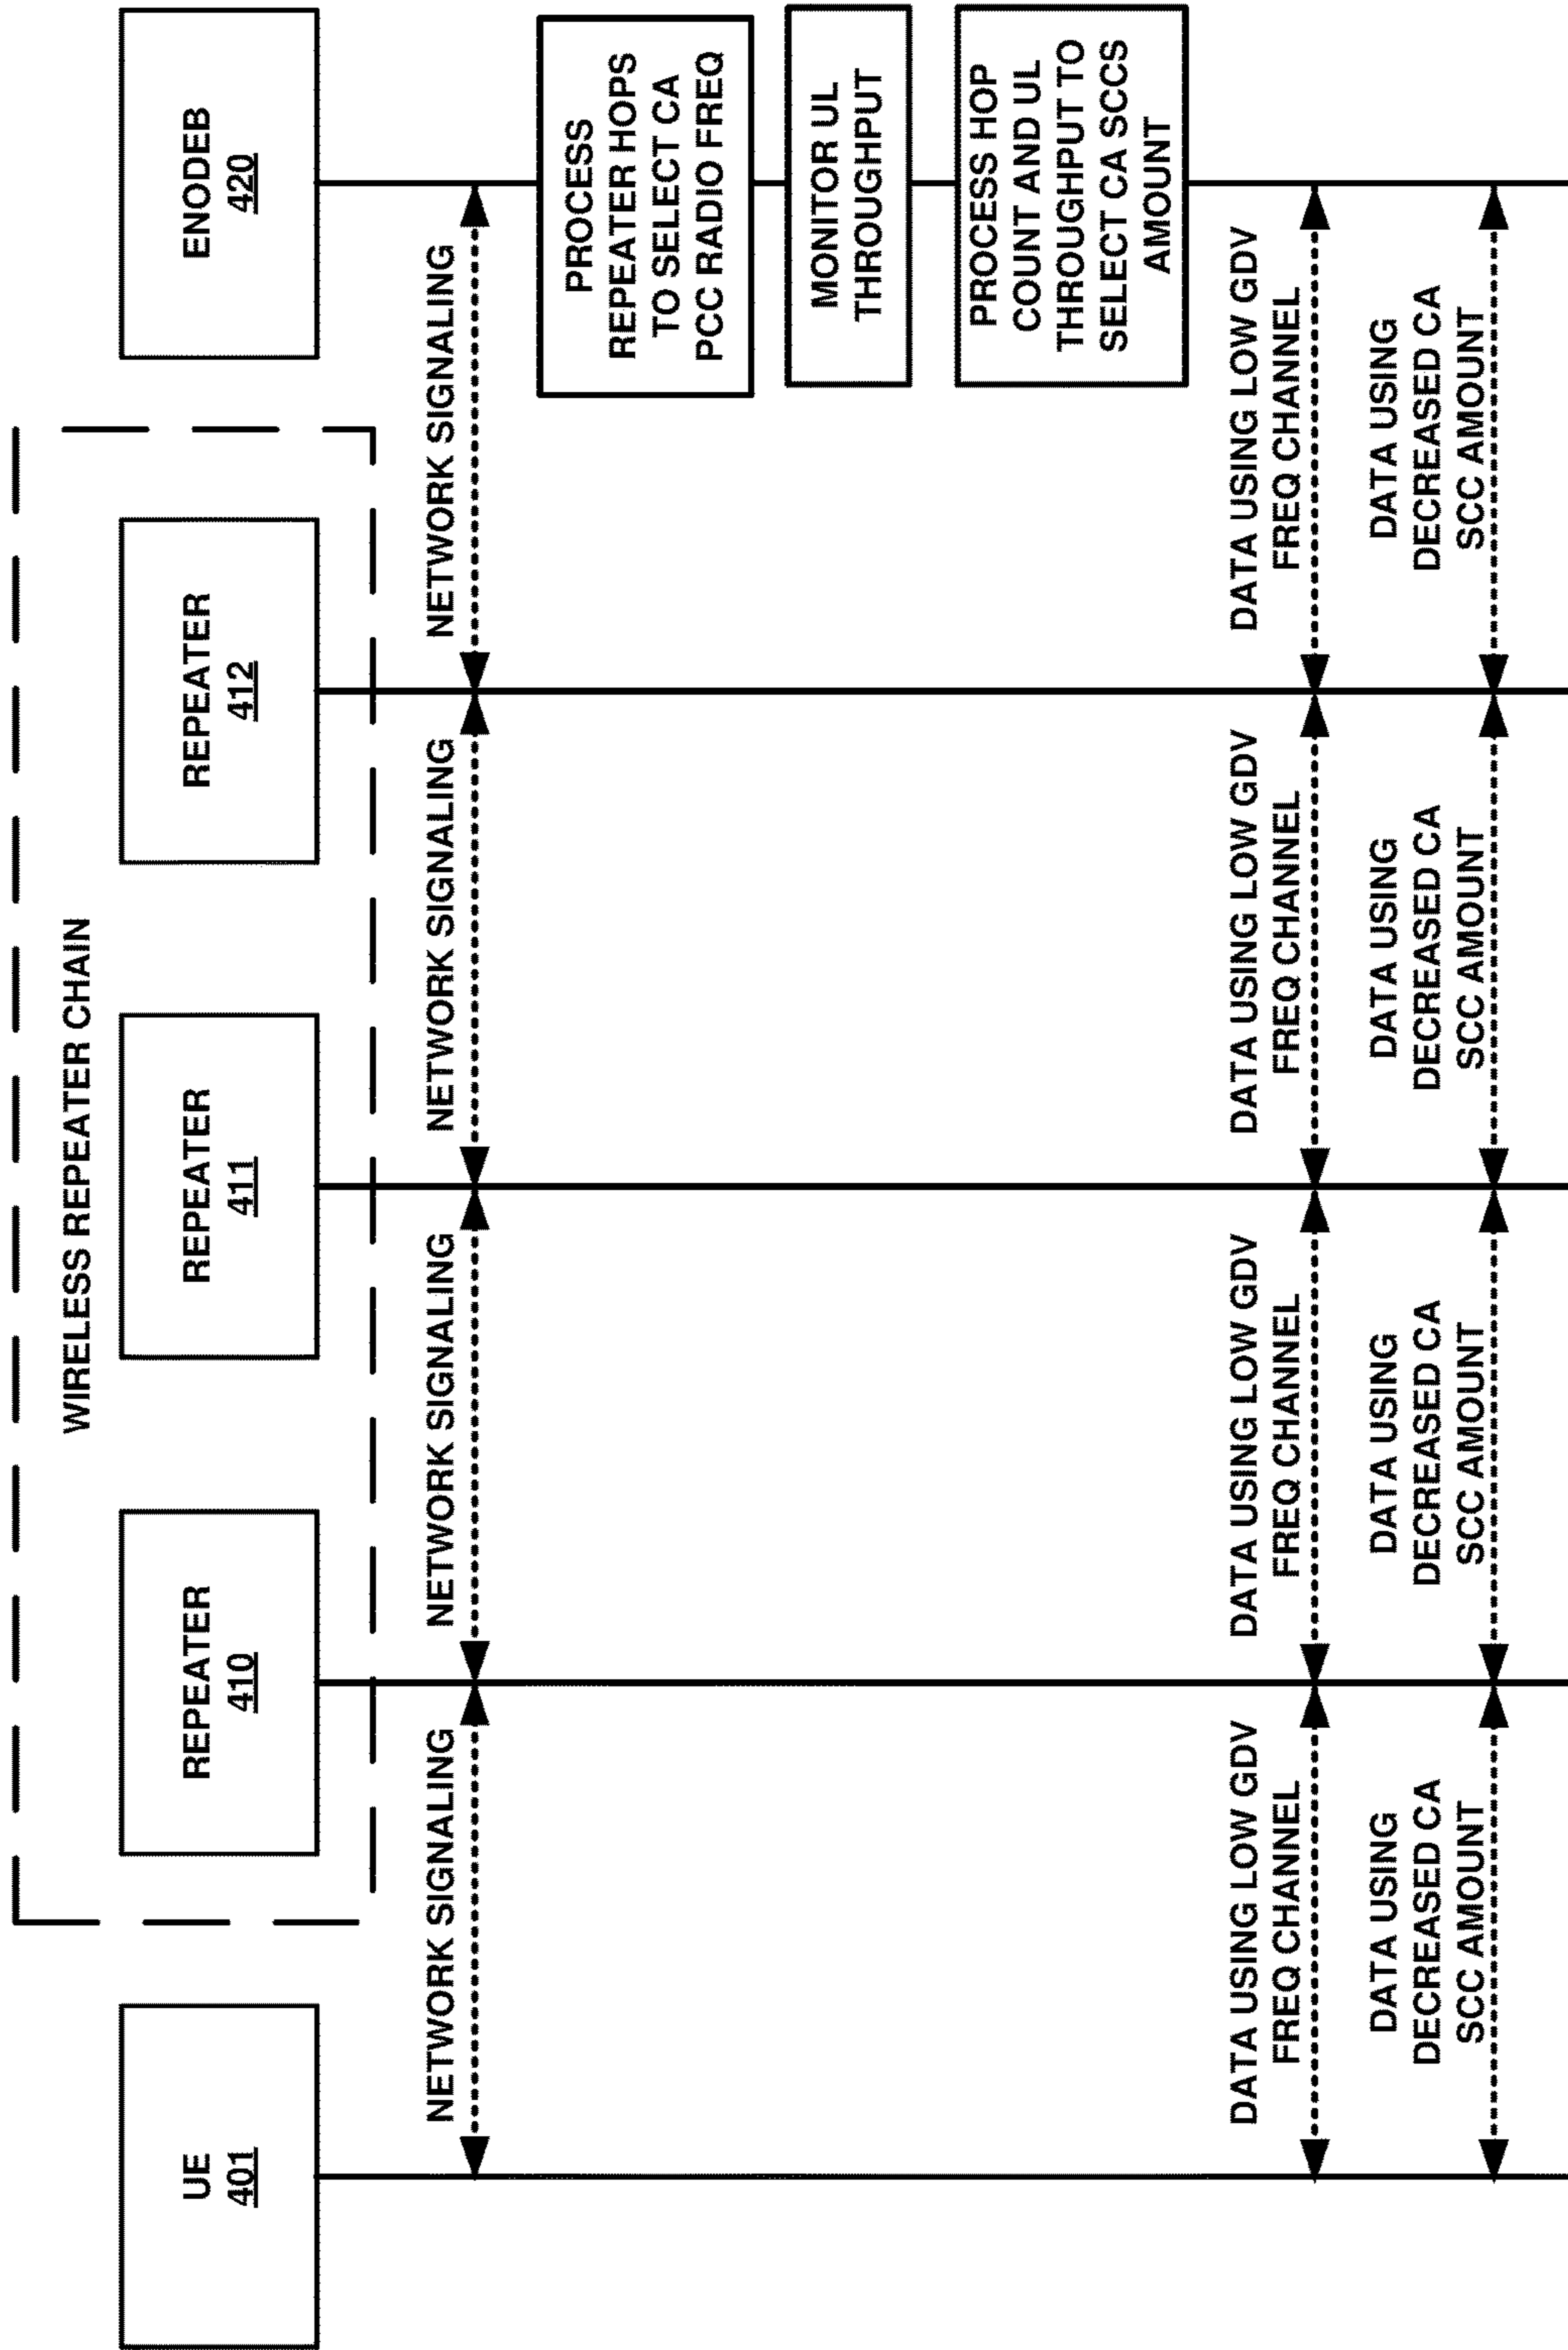 WIRELESS REPEATER CHAIN
UE
401
REPEATER
410
REPEATER
411
REPEATER
412
ENODEB
420
NETWORK SIGNALING
NETWORK SIGNALING
NETWORK SIGNALING
NETWORK SIGNALING
PROCESS
REPEATER HOPS
TO SELECT CA
PCC RADIO FREQ
MONITOR UL
THROUGHPUT
PROCESS HOP
COUNT AND UL
THROUGHPUT TO
SELECT CA SCCS
AMOUNT
DATA USING LOW GDV
FREQ CHANNEL
DATA USING LOW GDV
FREQ CHANNEL
DATA USING LOW GDV
FREQ CHANNEL
DATA USING LOW GDV
FREQ CHANNEL
DATA USING
DECREASED CA
SCC AMOUNT
DATA USING
DECREASED CA
SCC AMOUNT
DATA USING
DECREASED CA
SCC AMOUNT
DATA USING
DECREASED CA
SCC AMOUNT